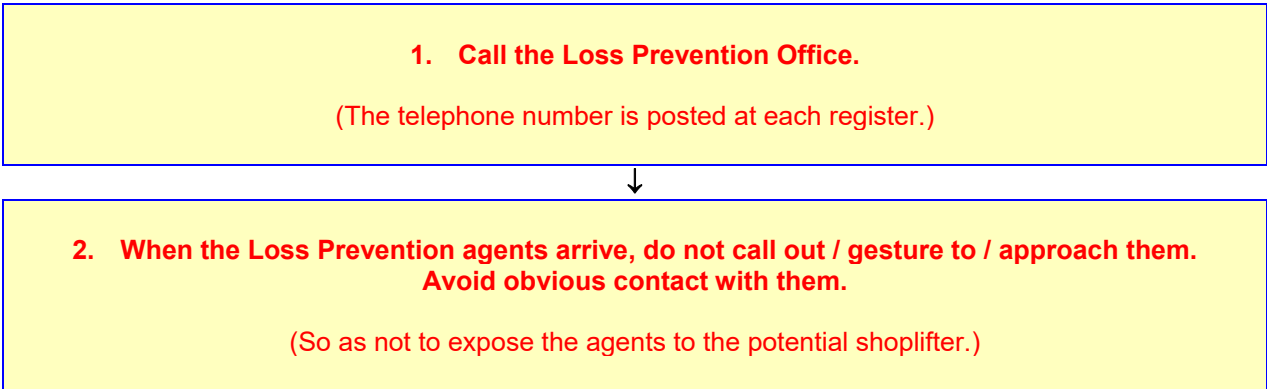 1. Call the Loss Prevention Office.
(The telephone number is posted at each register.)
↓
2. When the Loss Prevention agents arrive, do not call out / gesture to / approach them.
Avoid obvious contact with them.
(So as not to expose the agents to the potential shoplifter.)